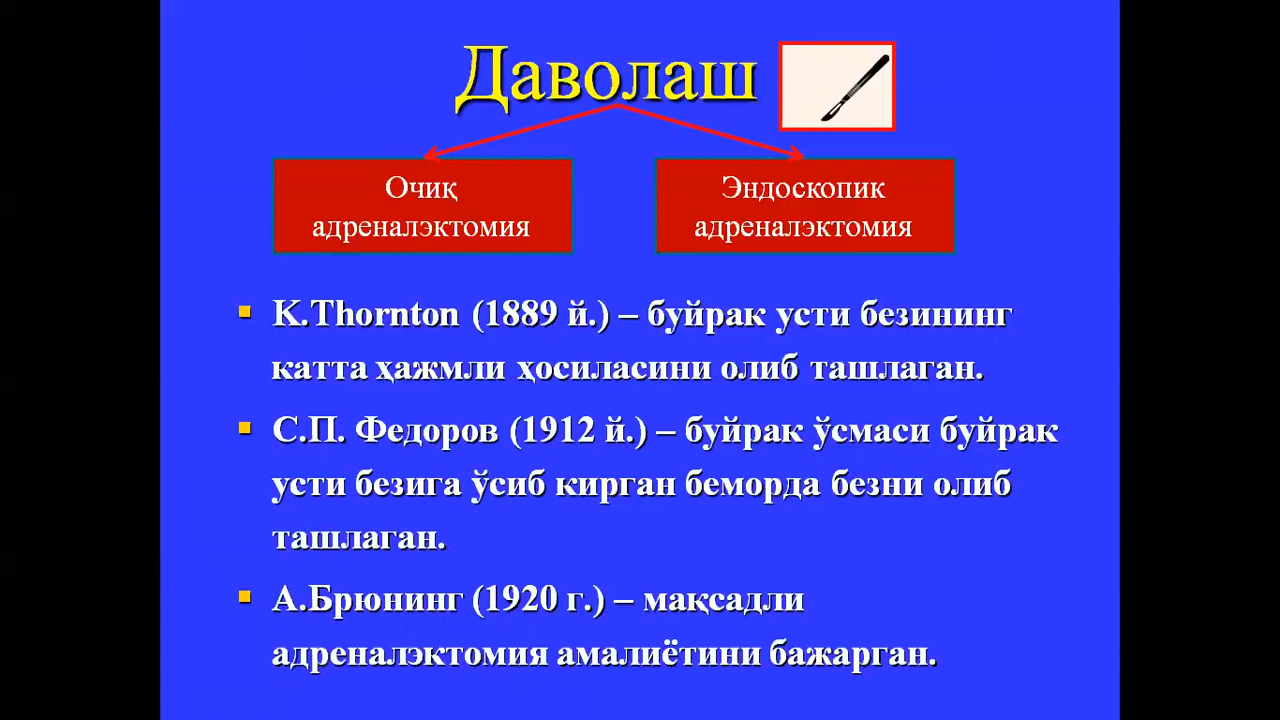 Даволаш
Очиқ
адреналэктомия
Эндоскопик
адреналэктомия
K.Thornton (1889 й.) – буйрак усти безининг
катта ҳажмли ҳосиласини олиб ташлаган.
С.П. Федоров (1912 й.) – буйрак ўсмаси буйрак
усти безига ўсиб кирган беморда безни олиб
ташлаган.
А.Брюнинг (1920 г.) – мақсадли
адреналэктомия амалиётини бажарган.